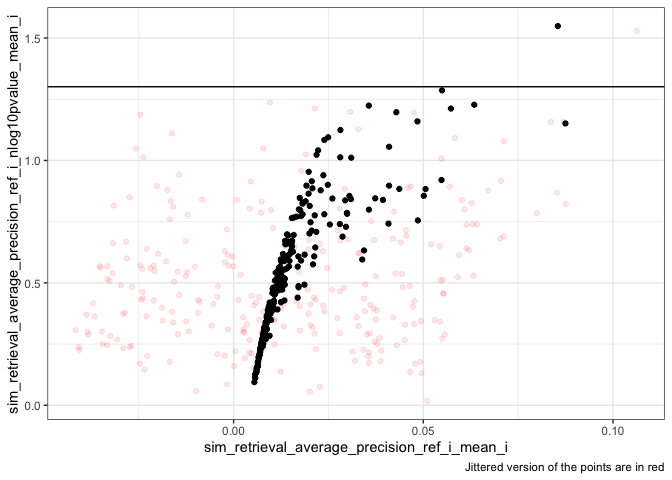 sim_retrieval_average_precision_ref_i_nlog10pvalue_mean_i
1.5
1.0
0.5
0.0
0.00
0.05
0.10
sim_retrieval_average_precision_ref_i_mean_i
Jittered version of the points are in red